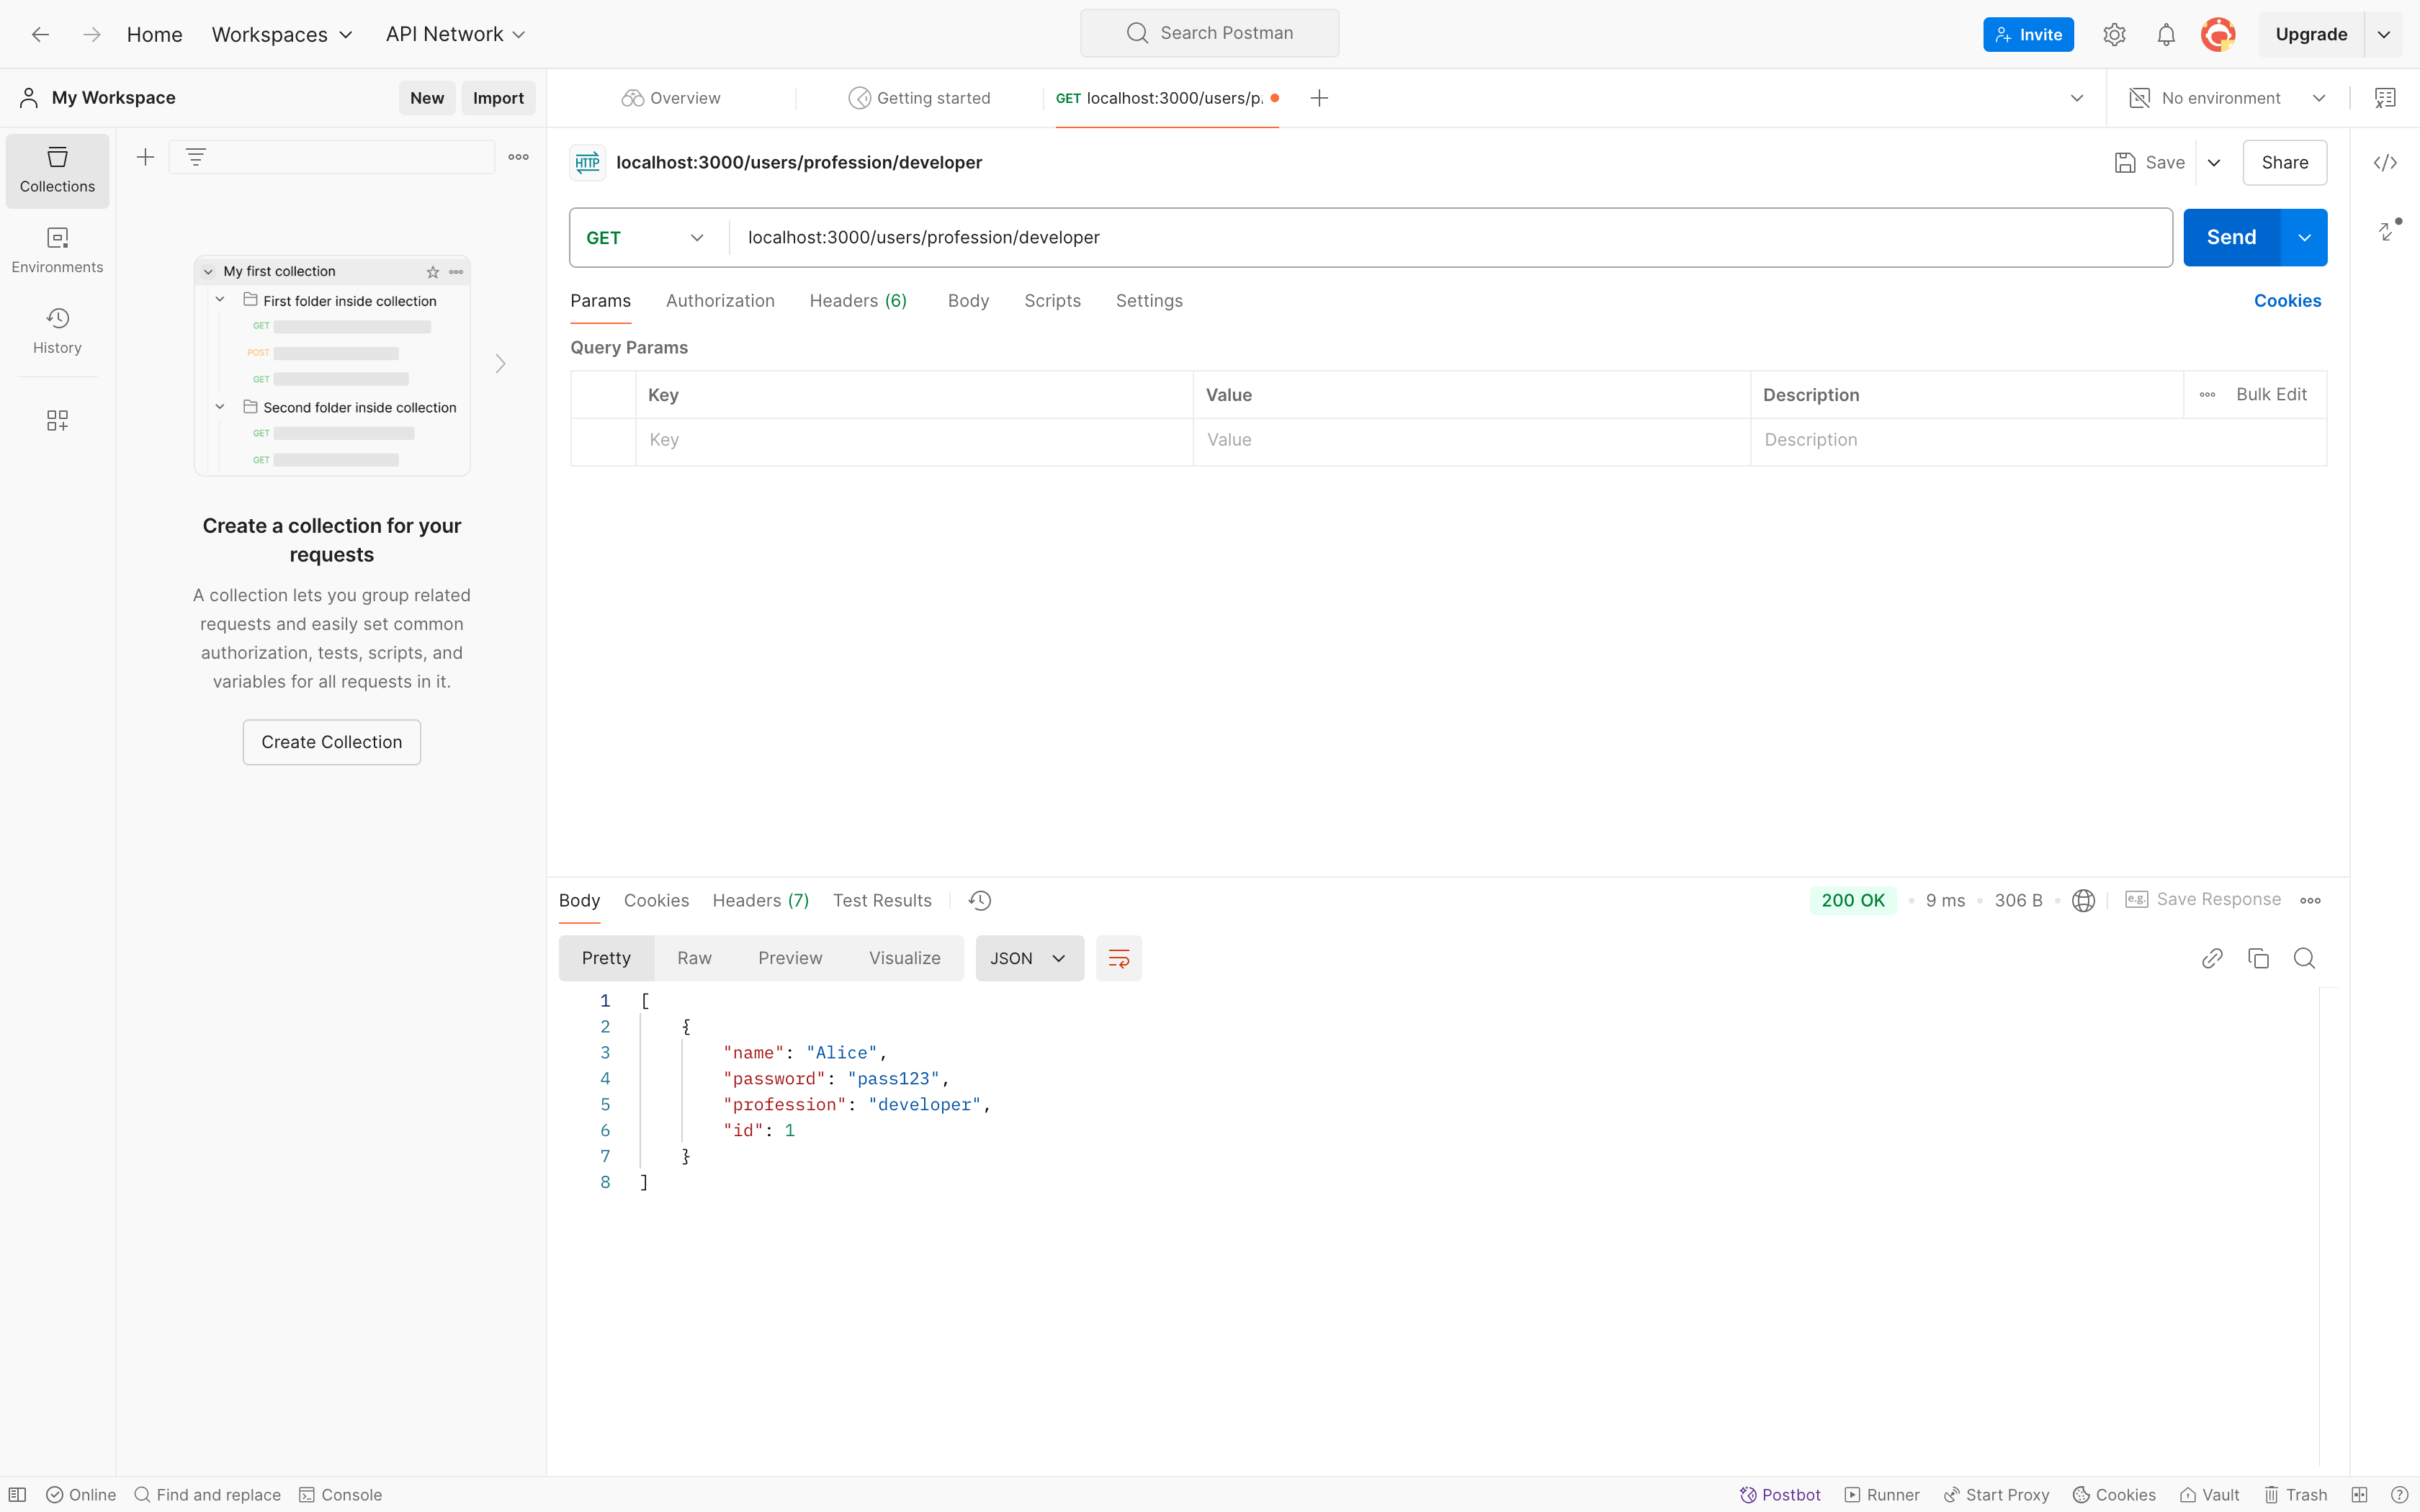 Home Workspaces API Network Search Postman Invite Upgrade
My Workspace New Import Overview Getting started GET localhost:3000/users/p No environment
Collections
Environments
History
My first collection
First folder inside collection
GET
POST
GET
Second folder inside collection
GET
GET
Create a collection for your
requests
A collection lets you group related
requests and easily set common
authorization, tests, scripts, and
variables for all requests in it.
Create Collection
HTTP localhost:3000/users/profession/developer Save Share
GET localhost:3000/users/profession/developer Send
Params Authorization Headers (6) Body Scripts Settings Cookies
Query Params
Key Value Description Bulk Edit
Key Value Description
Body Cookies Headers (7) Test Results 200 OK 9 ms 306 B e.g. Save Response
Pretty Raw Preview Visualize JSON
1 [
2 {
3 "name": "Alice",
4 "password": "pass123",
5 "profession": "developer",
6 "id": 1
7 }
8 ]
Online Find and replace Console Postbot Runner Start Proxy Cookies Vault Trash